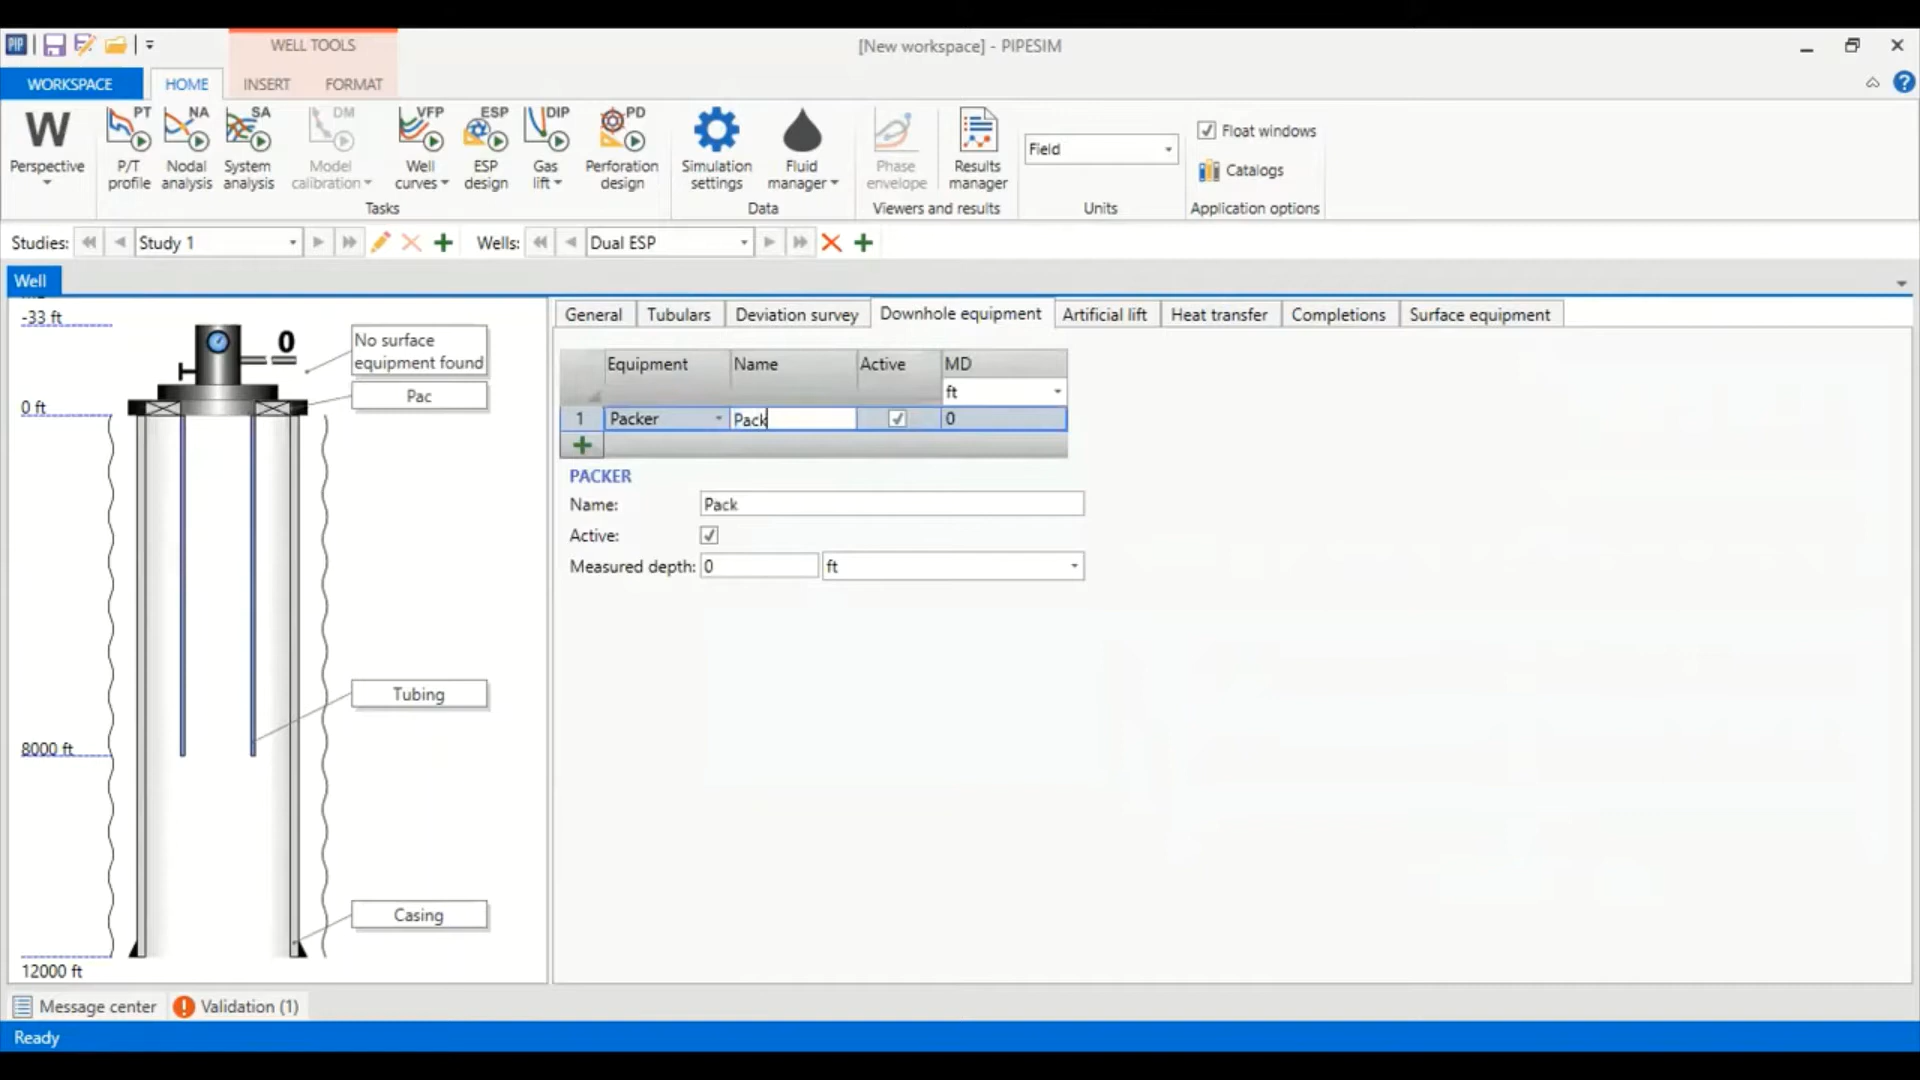 PIP
WELL TOOLS
[New workspace] - PIPESIM
WORKSPACE
HOME
INSERT
FORMAT
W
Perspective
PT
P/T
profile
NA
Nodal
analysis
SA
System
analysis
DM
Model
calibration
VFP
Well
curves
ESP
ESP
design
DIP
Gas
lift
PD
Perforation
design
Tasks
Simulation
settings
Fluid
manager
Data
Phase
envelope
Results
manager
Viewers and results
Field
Units
Float windows
Catalogs
Application options
Studies:
Study 1
Wells:
Dual ESP
Well
General
Tubulars
Deviation survey
Downhole equipment
Artificial lift
Heat transfer
Completions
Surface equipment
-33 ft
0
No surface
equipment found
Pac
0 ft
Tubing
8000 ft
Casing
12000 ft
Equipment
Name
Active
MD
ft
1
Packer
Pack
0
PACKER
Name:
Pack
Active:
Measured depth:
0
ft
Message center
Validation (1)
Ready